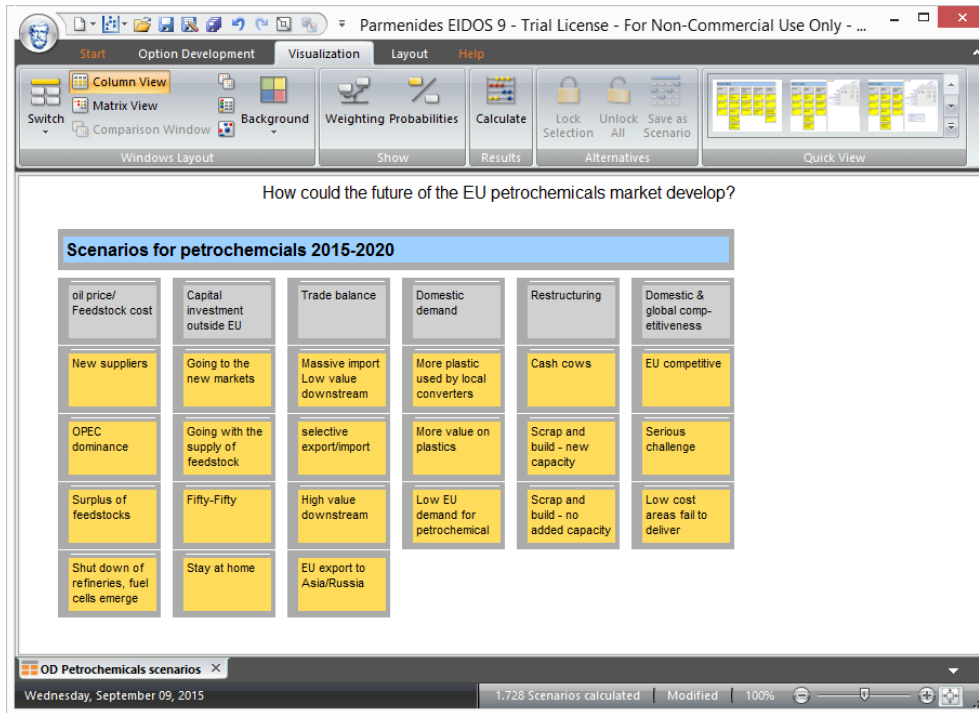 Parmenides EIDOS 9 - Trial License - For Non-Commercial Use Only - ...
Start Option Development Visualization Layout Help
Switch
Column View
Matrix View
Comparison Window
Background
Windows Layout
Weighting Probabilities
Show
Calculate
Results
Lock
Selection
Unlock
All
Save as
Scenario
Alternatives
Quick View
How could the future of the EU petrochemicals market develop?
Scenarios for petrochemcials 2015-2020
oil price/
Feedstock cost
Capital
investment
outside EU
Trade balance
Domestic
demand
Restructuring
Domestic &
global comp-
etitiveness
New suppliers
Going to the
new markets
Massive import
Low value
downstream
More plastic
used by local
converters
Cash cows
EU competitive
OPEC
dominance
Going with the
supply of
feedstock
selective
export/import
More value on
plastics
Scrap and
build - new
capacity
Serious
challenge
Surplus of
feedstocks
Fifty-Fifty
High value
downstream
Low EU
demand for
petrochemical
Scrap and
build - no
added capacity
Low cost
areas fail to
deliver
Shut down of
refineries, fuel
cells emerge
Stay at home
EU export to
Asia/Russia
OD Petrochemicals scenarios
Wednesday, September 09, 2015
1.728 Scenarios calculated
Modified
100%